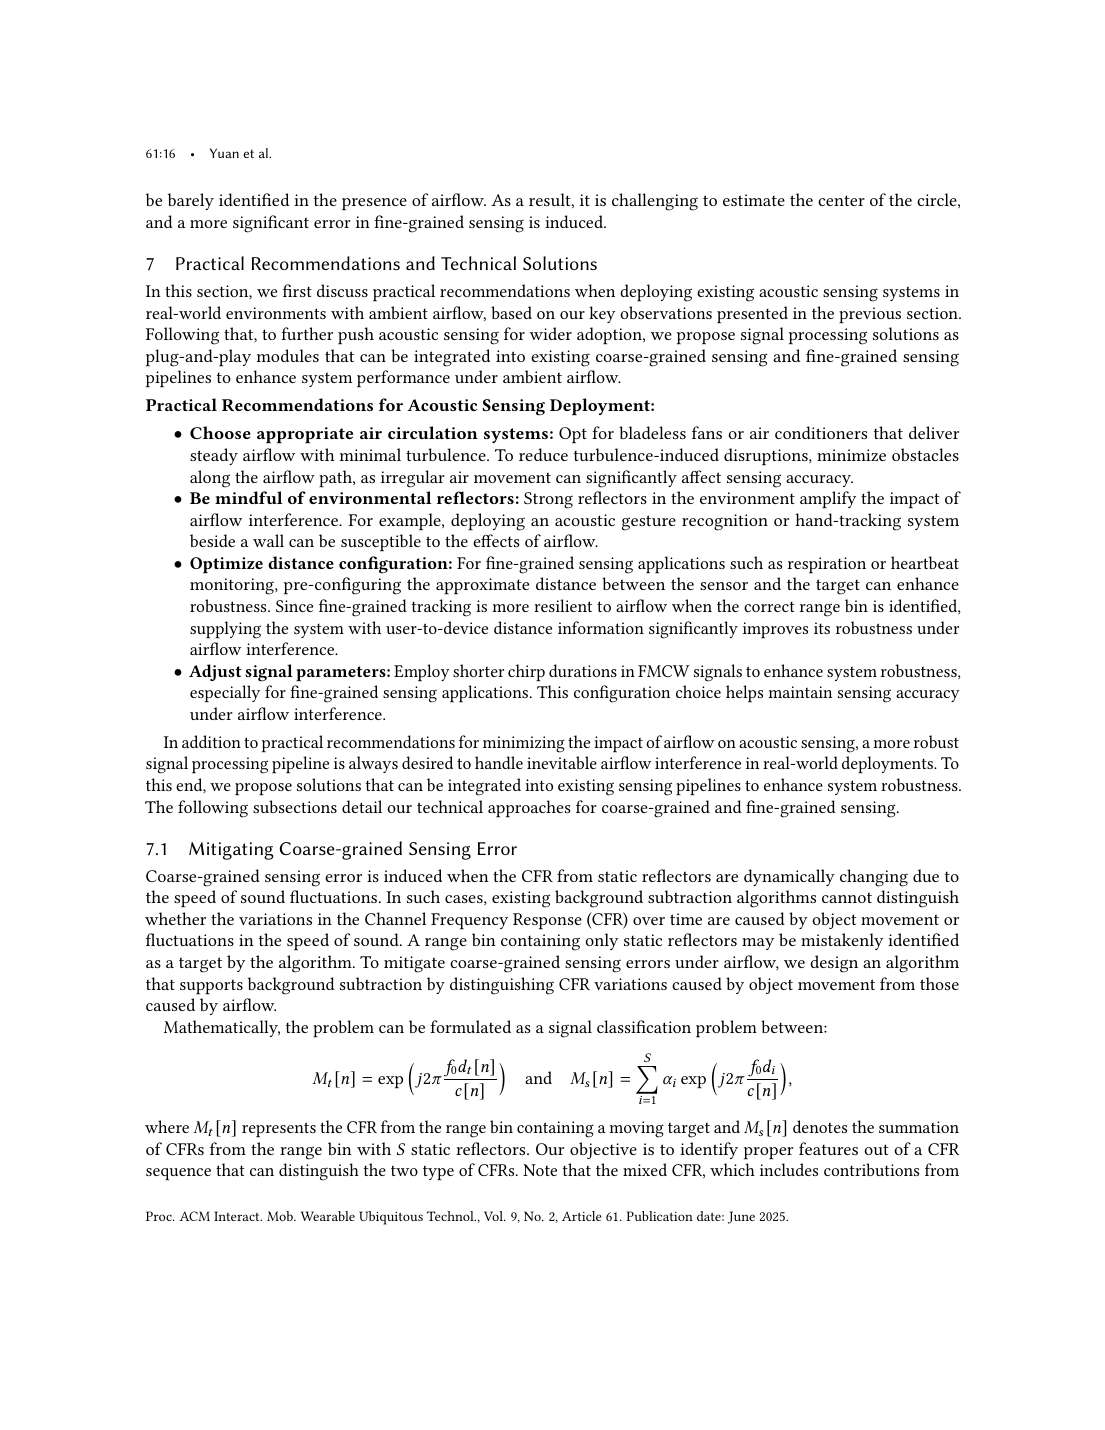 61:16 • Yuan et al.
be barely identified in the presence of airflow. As a result, it is challenging to estimate the center of the circle,
and a more significant error in fine-grained sensing is induced.
7 Practical Recommendations and Technical Solutions
In this section, we first discuss practical recommendations when deploying existing acoustic sensing systems in
real-world environments with ambient airflow, based on our key observations presented in the previous section.
Following that, to further push acoustic sensing for wider adoption, we propose signal processing solutions as
plug-and-play modules that can be integrated into existing coarse-grained sensing and fine-grained sensing
pipelines to enhance system performance under ambient airflow.
Practical Recommendations for Acoustic Sensing Deployment:
• Choose appropriate air circulation systems: Opt for bladeless fans or air conditioners that deliver
steady airflow with minimal turbulence. To reduce turbulence-induced disruptions, minimize obstacles
along the airflow path, as irregular air movement can significantly affect sensing accuracy.
• Be mindful of environmental reflectors: Strong reflectors in the environment amplify the impact of
airflow interference. For example, deploying an acoustic gesture recognition or hand-tracking system
beside a wall can be susceptible to the effects of airflow.
• Optimize distance configuration: For fine-grained sensing applications such as respiration or heartbeat
monitoring, pre-configuring the approximate distance between the sensor and the target can enhance
robustness. Since fine-grained tracking is more resilient to airflow when the correct range bin is identified,
supplying the system with user-to-device distance information significantly improves its robustness under
airflow interference.
• Adjust signal parameters: Employ shorter chirp durations in FMCW signals to enhance system robustness,
especially for fine-grained sensing applications. This configuration choice helps maintain sensing accuracy
under airflow interference.
In addition to practical recommendations for minimizing the impact of airflow on acoustic sensing, a more robust
signal processing pipeline is always desired to handle inevitable airflow interference in real-world deployments. To
this end, we propose solutions that can be integrated into existing sensing pipelines to enhance system robustness.
The following subsections detail our technical approaches for coarse-grained and fine-grained sensing.
7.1 Mitigating Coarse-grained Sensing Error
Coarse-grained sensing error is induced when the CFR from static reflectors are dynamically changing due to
the speed of sound fluctuations. In such cases, existing background subtraction algorithms cannot distinguish
whether the variations in the Channel Frequency Response (CFR) over time are caused by object movement or
fluctuations in the speed of sound. A range bin containing only static reflectors may be mistakenly identified
as a target by the algorithm. To mitigate coarse-grained sensing errors under airflow, we design an algorithm
that supports background subtraction by distinguishing CFR variations caused by object movement from those
caused by airflow.
Mathematically, the problem can be formulated as a signal classification problem between:
M_t[n] = exp(j2π f_0 d_t[n] / c[n]) and M_s[n] = ∑_{i=1}^{S} α_i exp(j2π f_0 d_i / c[n]),
where M_t[n] represents the CFR from the range bin containing a moving target and M_s[n] denotes the summation
of CFRs from the range bin with S static reflectors. Our objective is to identify proper features out of a CFR
sequence that can distinguish the two type of CFRs. Note that the mixed CFR, which includes contributions from
Proc. ACM Interact. Mob. Wearable Ubiquitous Technol., Vol. 9, No. 2, Article 61. Publication date: June 2025.